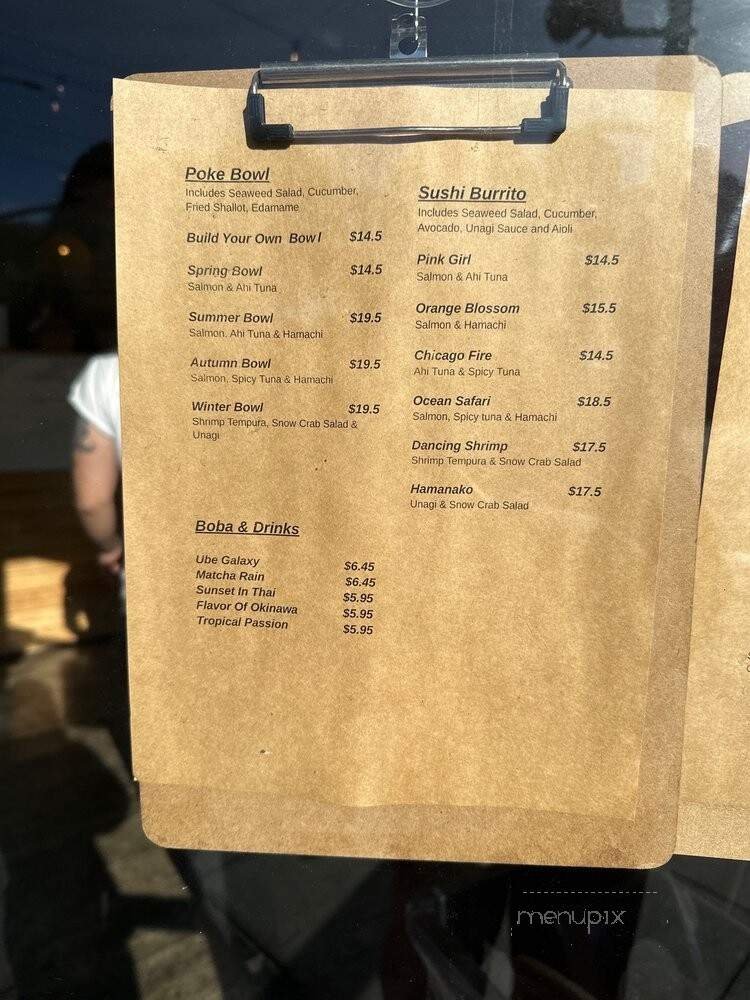 Poke Bowl
Includes Seaweed Salad, Cucumber,
Fried Shallot, Edamame
Build Your Own Bowl $14.5
Spring Bowl $14.5
Salmon & Ahi Tuna
Summer Bowl $19.5
Salmon, Ahi Tuna & Hamachi
Autumn Bowl $19.5
Salmon, Spicy Tuna & Hamachi
Winter Bowl $19.5
Shrimp Tempura, Snow Crab Salad &
Unagi
Boba & Drinks
Ube Galaxy $6.45
Matcha Rain $6.45
Sunset In Thai $5.95
Flavor Of Okinawa $5.95
Tropical Passion $5.95
Sushi Burrito
Includes Seaweed Salad, Cucumber,
Avocado, Unagi Sauce and Aioli
Pink Girl $14.5
Salmon & Ahi Tuna
Orange Blossom $15.5
Salmon & Hamachi
Chicago Fire $14.5
Ahi Tuna & Spicy Tuna
Ocean Safari $18.5
Salmon, Spicy tuna & Hamachi
Dancing Shrimp $17.5
Shrimp Tempura & Snow Crab Salad
Hamanako $17.5
Unagi & Snow Crab Salad
menupix